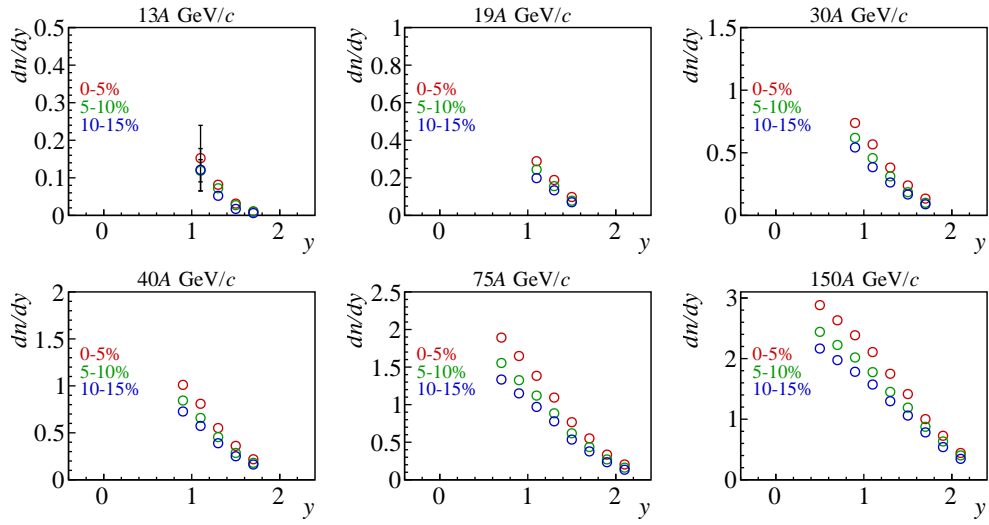 13A GeV/c
dn/dy
0.5
0.4
0.3
0.2
0.1
0
0-5%
5-10%
10-15%
0 1 2
y
19A GeV/c
dn/dy
1
0.8
0.6
0.4
0.2
0
0-5%
5-10%
10-15%
0 1 2
y
30A GeV/c
dn/dy
1.5
1
0.5
0
0-5%
5-10%
10-15%
0 1 2
y
40A GeV/c
dn/dy
2
1.5
1
0.5
0
0-5%
5-10%
10-15%
0 1 2
y
75A GeV/c
dn/dy
2.5
2
1.5
1
0.5
0
0-5%
5-10%
10-15%
0 1 2
y
150A GeV/c
dn/dy
3
2
1
0
0-5%
5-10%
10-15%
0 1 2
y